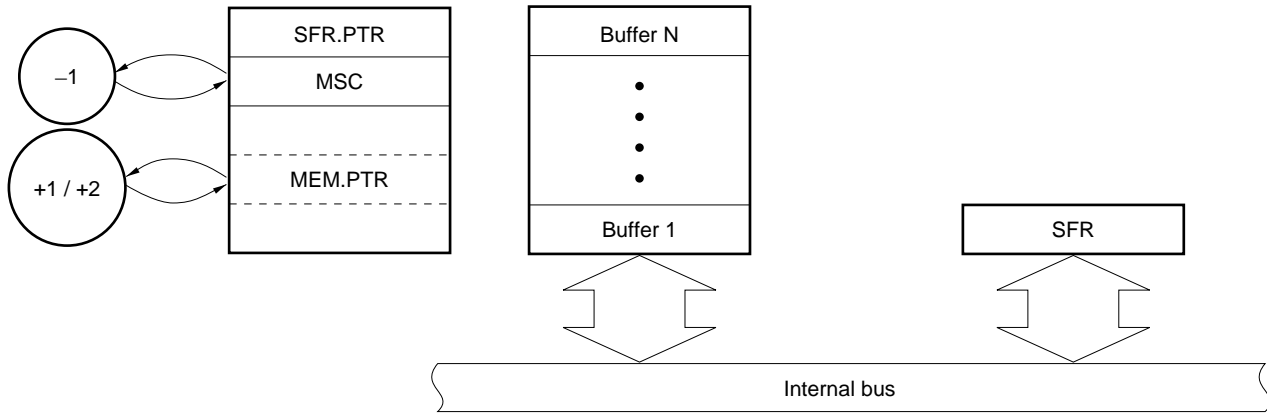 SFR.PTR
Buffer N
–1
MSC
MEM.PTR
+1 / +2
Buffer 1
SFR
Internal bus